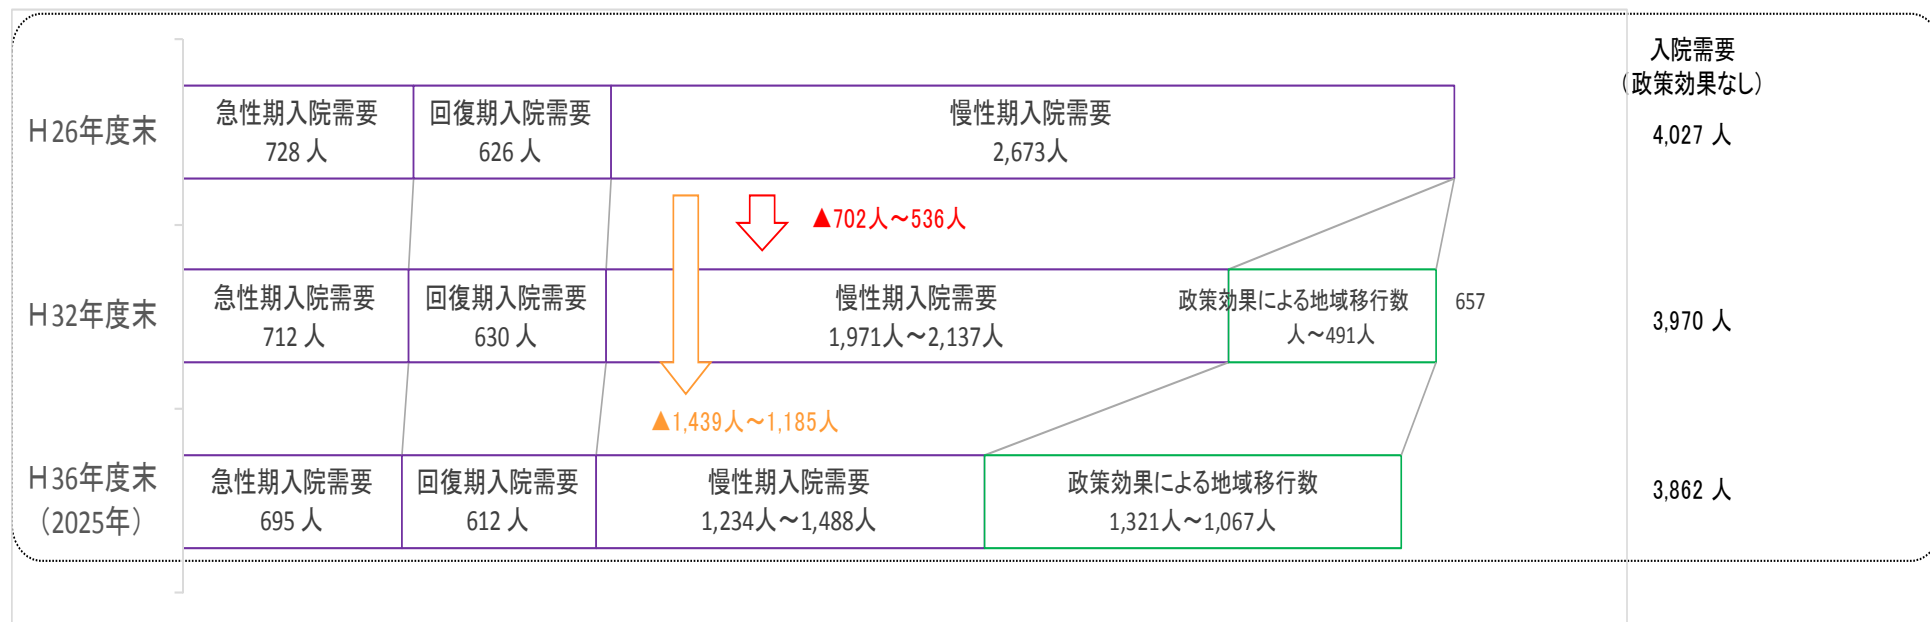 入院需要
（政策効果なし）
H26年度末
急性期入院需要
728 人
回復期入院需要
626 人
慢性期入院需要
2,673人
4,027 人
▲702人～536人
H32年度末
急性期入院需要
712 人
回復期入院需要
630 人
慢性期入院需要
1,971人～2,137人
政策効果による地域移行数
657
人～491人
3,970 人
▲1,439人～1,185人
H36年度末
（2025年）
急性期入院需要
695 人
回復期入院需要
612 人
慢性期入院需要
1,234人～1,488人
政策効果による地域移行数
1,321人～1,067人
3,862 人